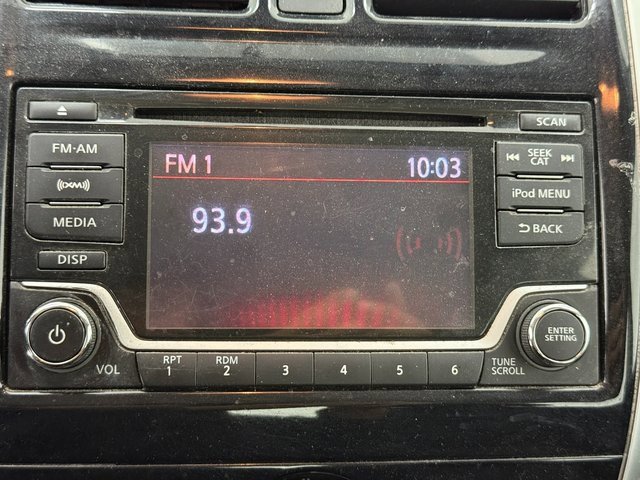 SCAN
FM·AM
((XM))
MEDIA
DISP
FM 1 10:03
93.9
SEEK
CAT
iPod MENU
BACK
VOL
RPT
1
RDM
2
3
4
5
6
TUNE
SCROLL
ENTER
SETTING